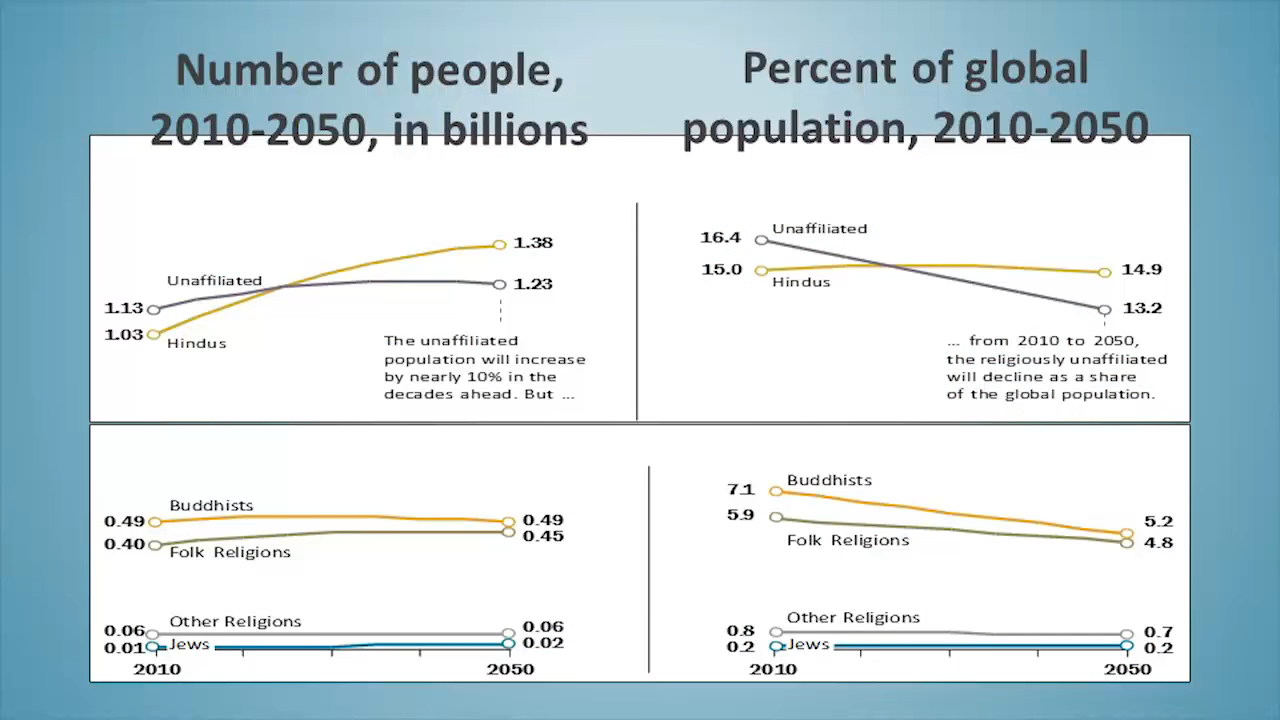 Number of people,
2010-2050, in billions
Percent of global
population, 2010-2050
1.38
Unaffiliated
1.23
1.13
1.03
Hindus
The unaffiliated
population will increase
by nearly 10% in the
decades ahead. But ...
Unaffiliated
16.4
15.0
14.9
Hindus
13.2
... from 2010 to 2050,
the religiously unaffiliated
will decline as a share
of the global population.
Buddhists
0.49
0.49
0.45
0.40
Folk Religions
Other Religions
0.06
0.06
Jews
0.01
0.02
2010
2050
Buddhists
7.1
5.9
5.2
Folk Religions
4.8
Other Religions
0.8
0.7
Jews
0.2
0.2
2010
2050